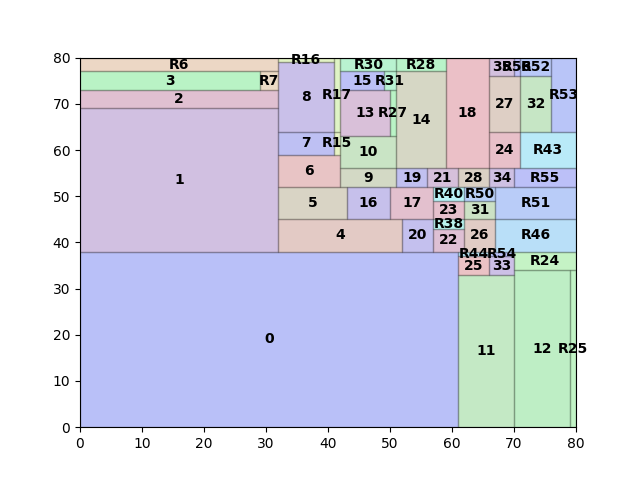 80 R6 R16 R30 R28 35 R56 R52
3 R7 15 R31
70 2 8 R17 13 R27 14 18 27 32 R53
60 7 R15 10 24 R43
1 6 9 19 21 28 34 R55
50 5 16 17 R40 R50 R51
23 31
40 4 20 R38 22 26 R46
R44 R54 R24
30 25 33
20 0 11 12 R25
10
0
0 10 20 30 40 50 60 70 80